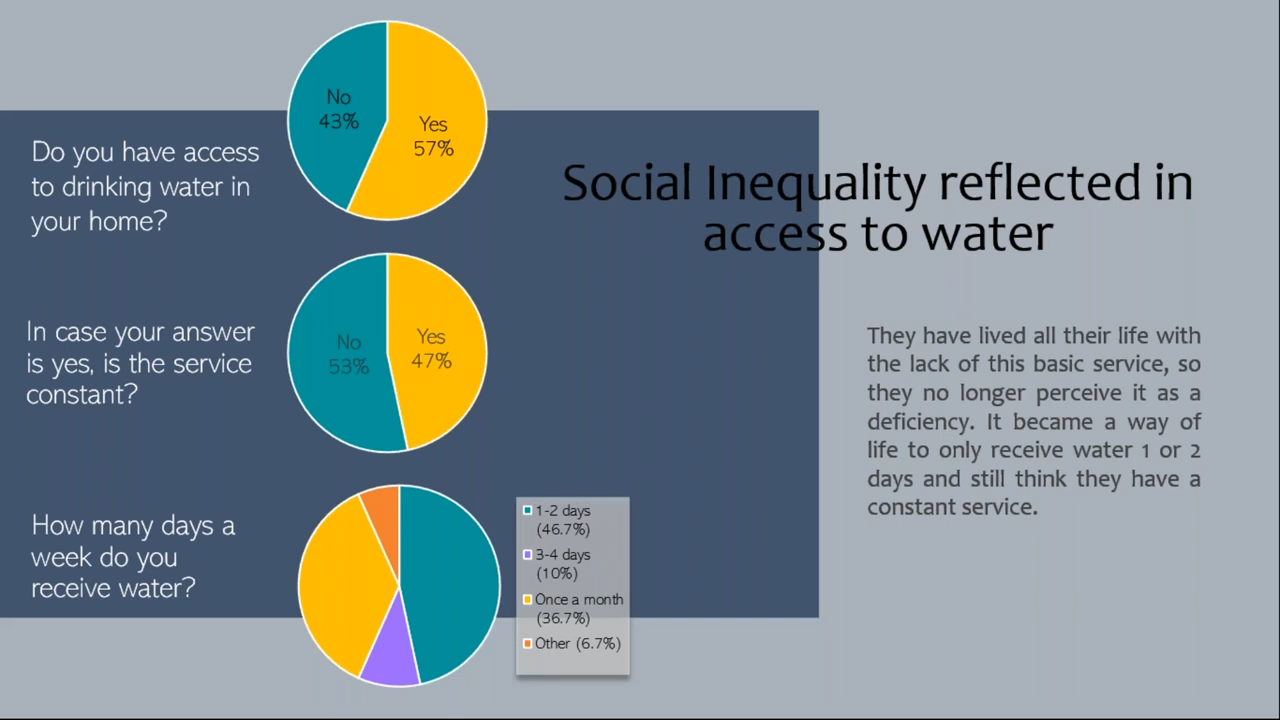 Social Inequality reflected in
access to water
Do you have access
to drinking water in
your home?
No
43%
Yes
57%
In case your answer
is yes, is the service
constant?
No
53%
Yes
47%
How many days a
week do you
receive water?
1-2 days
(46.7%)
3-4 days
(10%)
Once a month
(36.7%)
Other (6.7%)
They have lived all their life with
the lack of this basic service, so
they no longer perceive it as a
deficiency. It became a way of
life to only receive water 1 or 2
days and still think they have a
constant service.